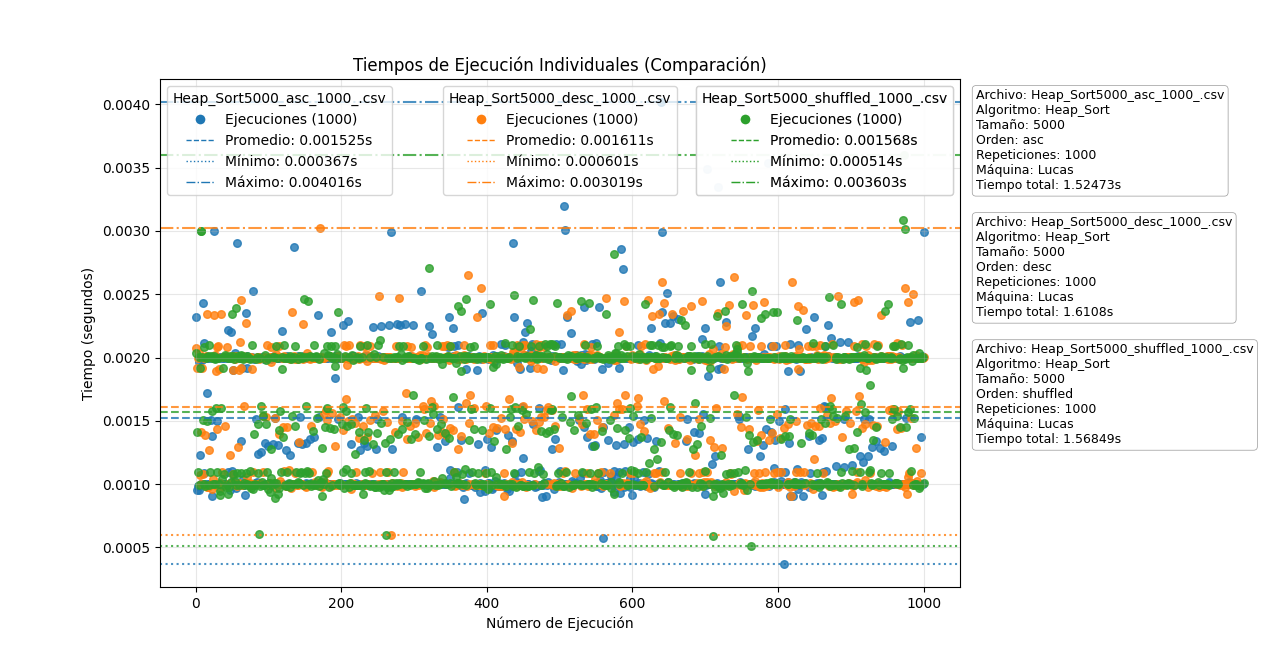 Tiempos de Ejecución Individuales (Comparación)
Heap_Sort5000_asc_1000_.csv
Ejecuciones (1000)
Promedio: 0.001525s
Mínimo: 0.000367s
Máximo: 0.004016s
Heap_Sort5000_desc_1000_.csv
Ejecuciones (1000)
Promedio: 0.001611s
Mínimo: 0.000601s
Máximo: 0.003019s
Heap_Sort5000_shuffled_1000_.csv
Ejecuciones (1000)
Promedio: 0.001568s
Mínimo: 0.000514s
Máximo: 0.003603s
Archivo: Heap_Sort5000_asc_1000_.csv
Algoritmo: Heap_Sort
Tamaño: 5000
Orden: asc
Repeticiones: 1000
Máquina: Lucas
Tiempo total: 1.52473s
Archivo: Heap_Sort5000_desc_1000_.csv
Algoritmo: Heap_Sort
Tamaño: 5000
Orden: desc
Repeticiones: 1000
Máquina: Lucas
Tiempo total: 1.6108s
Archivo: Heap_Sort5000_shuffled_1000_.csv
Algoritmo: Heap_Sort
Tamaño: 5000
Orden: shuffled
Repeticiones: 1000
Máquina: Lucas
Tiempo total: 1.56849s
Tiempo (segundos)
0.0040
0.0035
0.0030
0.0025
0.0020
0.0015
0.0010
0.0005
0 200 400 600 800 1000
Número de Ejecución